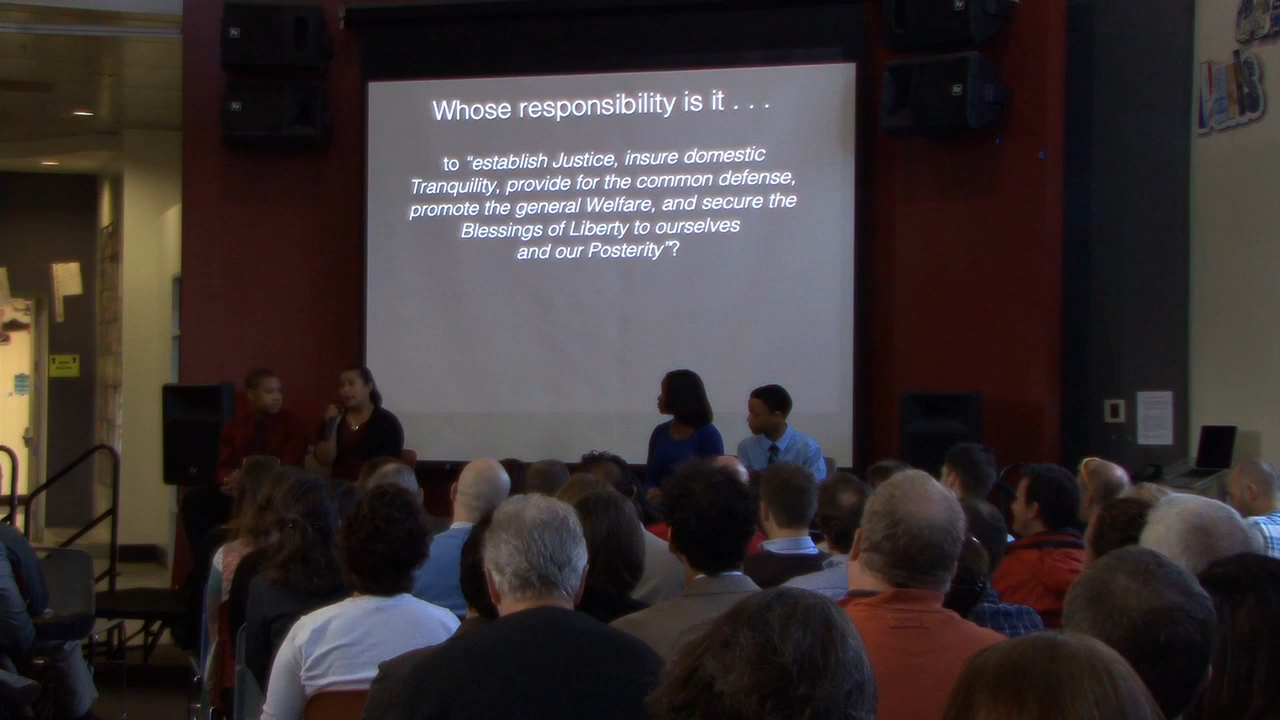 Whose responsibility is it . . .
to “establish Justice, insure domestic
Tranquility, provide for the common defense,
promote the general Welfare, and secure the
Blessings of Liberty to ourselves
and our Posterity”?